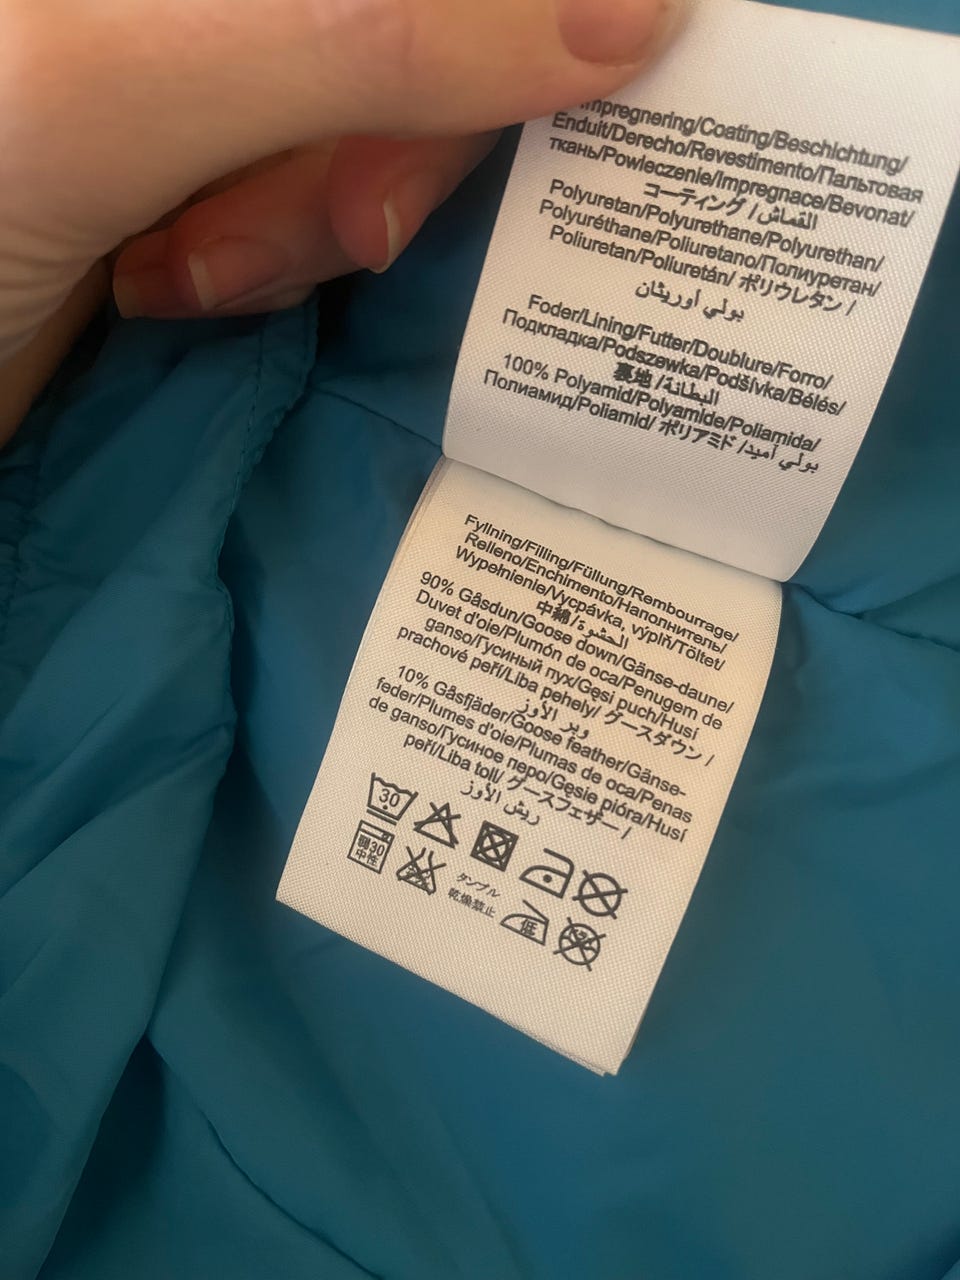 Impregnering/Coating/Beschichtung/
Enduit/Derecho/Revestimento/Пальтовая
ткань/Powleczenie/Impregnace/Bevonat/
コーティング /القماش
Polyuretan/Polyurethane/Polyurethan/
Polyuréthane/Poliuretano/Полиуретан/
Poliuretan/Poliuretán/ ポリウレタン /
بولي أوريثان
Foder/Lining/Futter/Doublure/Forro/
Подкладка/Podszewka/Podšívka/Bélés/
裏地 /البطانة
100% Polyamid/Polyamide/Poliamida/
Полиамид/Poliamid/ ポリアミド /بولي أميد
Fyllning/Filling/Füllung/Rembourrage/
Relleno/Enchimento/Наполнитель/
Wypełnienie/Vycpávka, výplň/Töltet/
中綿/الحشوة
90% Gåsdun/Goose down/Gänse-daune/
Duvet d'oie/Plumón de oca/Penugem de
ganso/Гусиный пух/Gęsi puch/Husí
prachové peří/Liba pehely/ グースダウン /
وبر الأوز
10% Gåsfjäder/Goose feather/Gänse-
feder/Plumes d'oie/Plumas de oca/Penas
de ganso/Гусиное перо/Gęsie pióra/Husí
peří/Liba toll/ グースフェザー /
ريش الأوز
30
弱30
中性
タンブル
乾燥禁止
低